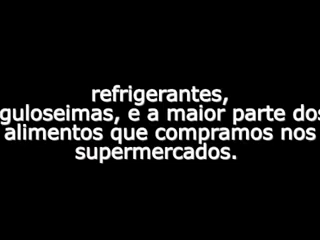 refrigerantes,
guloseimas, e a maior parte dos
alimentos que compramos nos
supermercados.